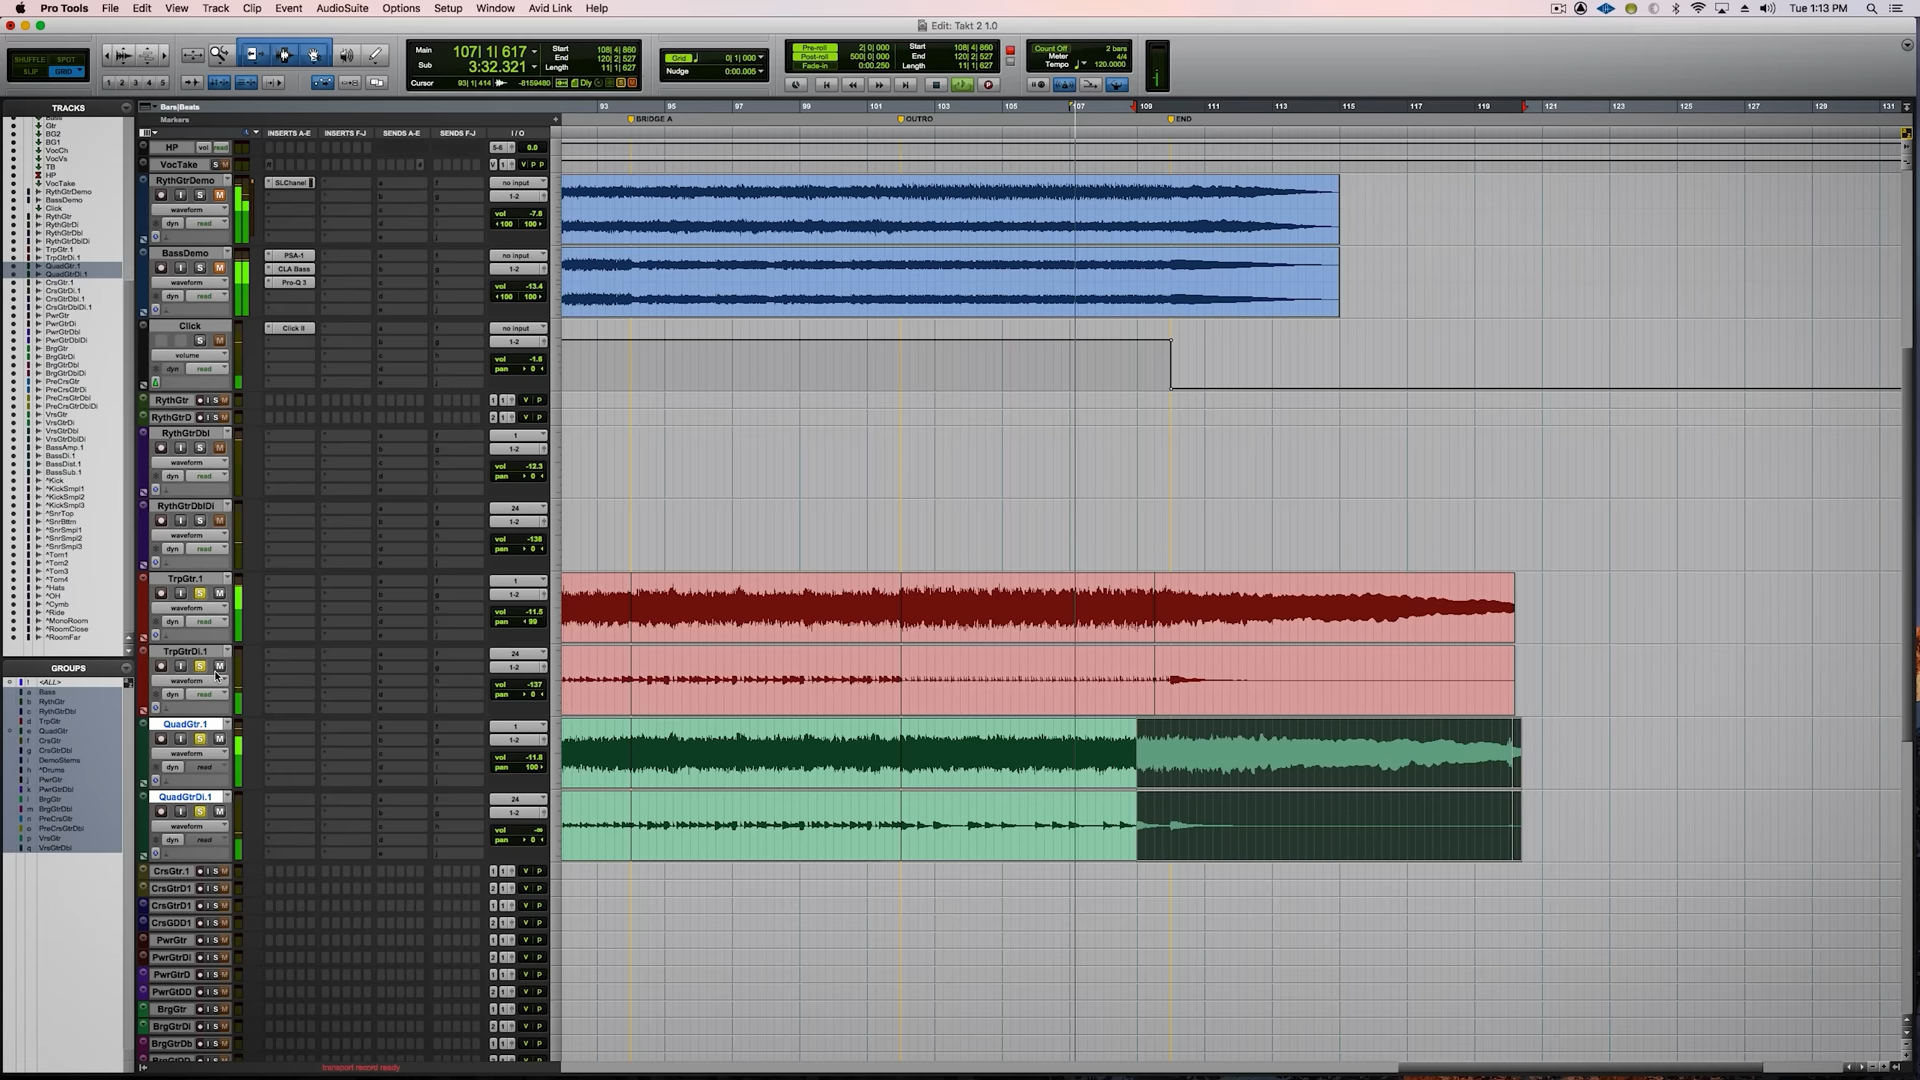 Pro Tools File Edit View Track Clip Event AudioSuite Options Setup Window Avid Link Help
Tue 1:13 PM
Edit: Takt 2 1.0
SHUFFLE SPOT
SLIP GRID
1 2 3 4 5
Main 107| 1| 617
Sub 3:32.321
Start 108| 4| 860
End 120| 2| 527
Length 11| 1| 627
Cursor 93| 1| 414 -8159480 Dly
Grid 0| 1| 000
Nudge 0:00.005
Pre-roll 2| 0| 000
Post-roll 500| 0| 000
Fade-in 0:00.250
Start 108| 4| 860
End 120| 2| 527
Length 11| 1| 627
Count Off 2 bars
Meter 4/4
Tempo 120.0000
TRACKS
Bars|Beats
93 95 97 99 101 103 105 107 109 111 113 115 117 119 121 123 125 127 129 131
Markers
BRIDGE A OUTRO END
INSERTS A-E INSERTS F-J SENDS A-E SENDS F-J I / O
Bass
Gtr
BG2
BG1
VocCh
VocVs
TB
HP
VocTake
RythGtrDemo
BassDemo
Click
RythGtr
RythGtrDi
RythGtrDbl
RythGtrDblDi
TrpGtr.1
TrpGtrDi.1
QuadGtr.1
QuadGtrDi.1
CrsGtr.1
CrsGtrDi.1
CrsGtrDbl.1
CrsGtrDblDi.1
PwrGtr
PwrGtrDi
PwrGtrDbl
PwrGtrDblDi
BrgGtr
BrgGtrDi
BrgGtrDbl
BrgGtrDblDi
PreCrsGtr
PreCrsGtrDi
PreCrsGtrDbl
PreCrsGtrDblDi
VrsGtr
VrsGtrDi
VrsGtrDbl
VrsGtrDblDi
BassAmp.1
BassDi.1
BassDist.1
BassSub.1
^Kick
^KickSmpl1
^KickSmpl2
^KickSmpl3
^SnrTop
^SnrBttm
^SnrSmpl1
^SnrSmpl2
^SnrSmpl3
^Tom1
^Tom2
^Tom3
^Tom4
^Hats
^OH
^Cymb
^Ride
^MonoRoom
^RoomClose
^RoomFar
GROUPS
! <ALL>
a Bass
b RythGtr
c RythGtrDbl
d TrpGtr
e QuadGtr
f CrsGtr
g CrsGtrDbl
i DemoStems
h ^Drums
j PwrGtr
k PwrGtrDbl
l BrgGtr
m BrgGtrDbl
n PreCrsGtr
o PreCrsGtrDbl
p VrsGtr
q VrsGtrDbl
HP vol read 5-6 0.0
VocTake S M V P P
RythGtrDemo SLChanel no input
I S M 1-2
waveform vol -7.8
dyn read 100 100
BassDemo PSA-1 no input
I S M CLA Bass 1-2
waveform Pro-Q 3 vol -13.4
dyn read 100 100
Click Click II no input
S M 1-2
volume vol -1.6
dyn read
RythGtr I S M V P
RythGtrD I S M V P
RythGtrDbl 1
I S M 1-2
waveform vol -12.3
dyn read pan 0
RythGtrDblDi 24
I S M 1-2
waveform vol -138
dyn read pan 0
TrpGtr.1 1
I S M 1-2
waveform vol -11.5
dyn read pan 99
TrpGtrDi.1 24
I S M 1-2
waveform vol -137
dyn read pan 0
QuadGtr.1 1
I S M 1-2
waveform vol -11.8
dyn read pan 100
QuadGtrDi.1 24
I S M 1-2
waveform vol -∞
dyn read pan 0
CrsGtr.1 I S M V P
CrsGtrD1 I S M V P
CrsGtrD1 I S M V P
CrsGDD1 I S M V P
PwrGtr I S M V P
PwrGtrDI I S M V P
PwrGtrD I S M V P
PwrGtDD I S M V P
BrgGtr I S M V P
BrgGtrDi I S M V P
BrgGtrDb I S M V P
transport record ready